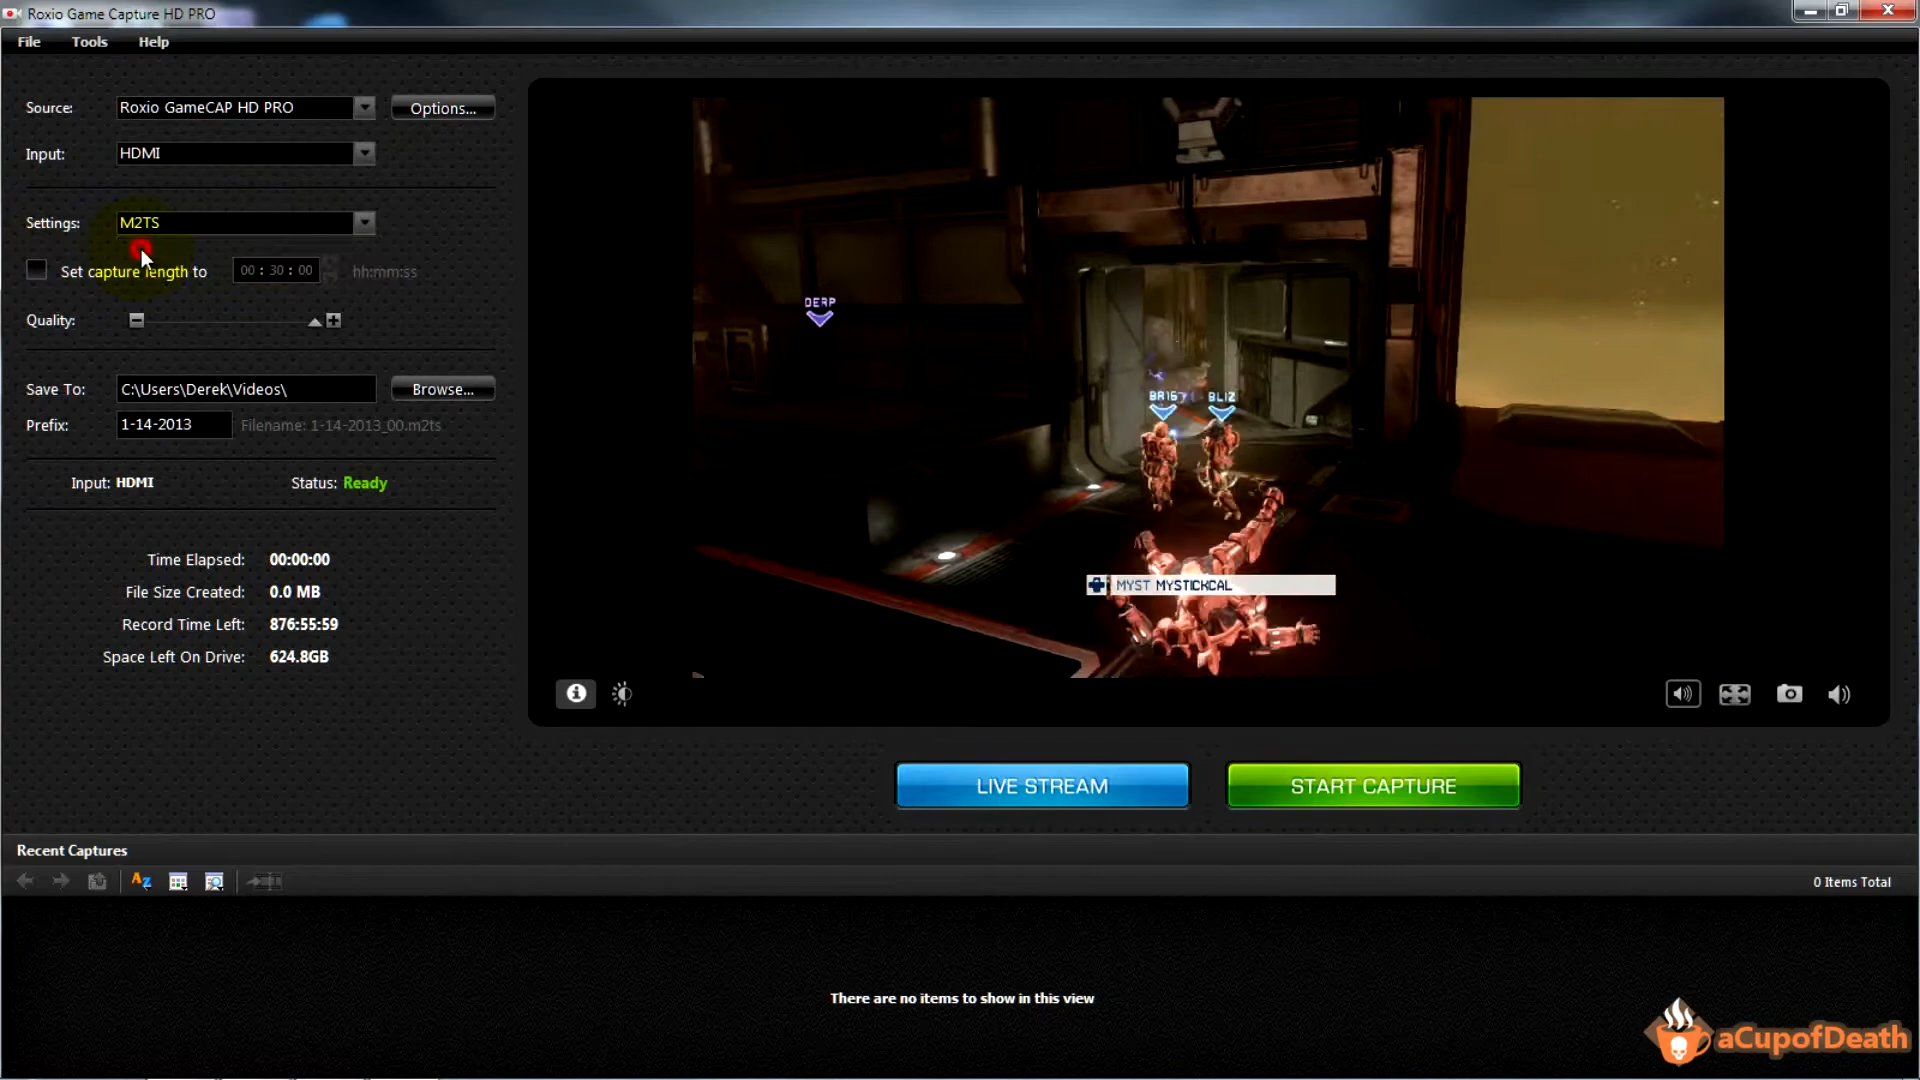 Roxio Game Capture HD PRO
File Tools Help
Source: Roxio GameCAP HD PRO Options...
Input: HDMI
Settings: M2TS
Set capture length to 00 : 30 : 00 hh:mm:ss
Quality:
Save To: C:\Users\Derek\Videos\ Browse...
Prefix: 1-14-2013 Filename: 1-14-2013_00.m2ts
Input: HDMI Status: Ready
Time Elapsed: 00:00:00
File Size Created: 0.0 MB
Record Time Left: 876:55:59
Space Left On Drive: 624.8GB
DERP
BLIZ
MYST MYSTICKCAL
LIVE STREAM START CAPTURE
Recent Captures
AZ
0 Items Total
There are no items to show in this view
aCupofDeath